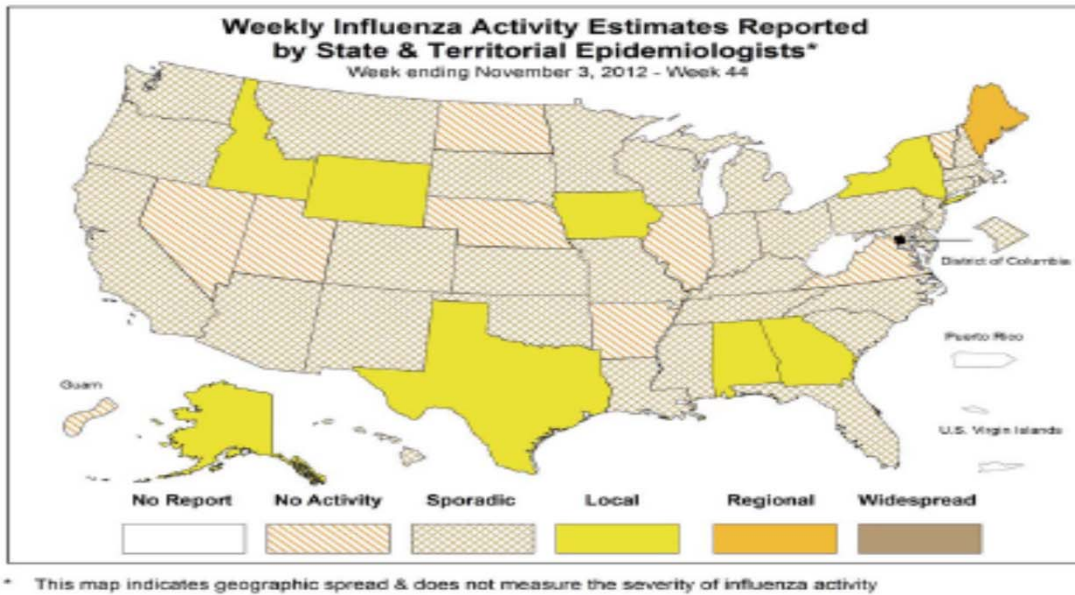 Weekly Influenza Activity Estimates Reported
by State & Territorial Epidemiologists*
Week ending November 3, 2012 - Week 44
District of Columbia
Puerto Rico
Guam
U.S. Virgin Islands
No Report No Activity Sporadic Local Regional Widespread
* This map indicates geographic spread & does not measure the severity of influenza activity